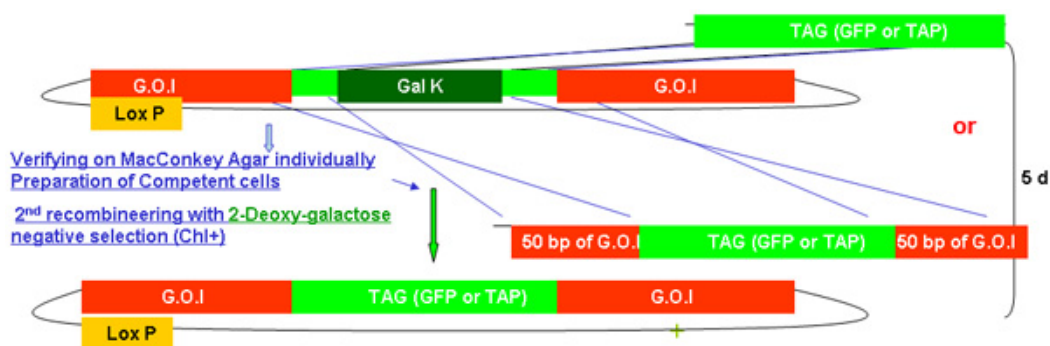 TAG (GFP or TAP)
G.O.I
Gal K
G.O.I
Lox P
or
Verifying on MacConkey Agar individually
Preparation of Competent cells
5 d
2nd recombineering with 2-Deoxy-galactose
negative selection (Chl+)
50 bp of G.O.I
TAG (GFP or TAP)
50 bp of G.O.I
G.O.I
TAG (GFP or TAP)
G.O.I
Lox P
+